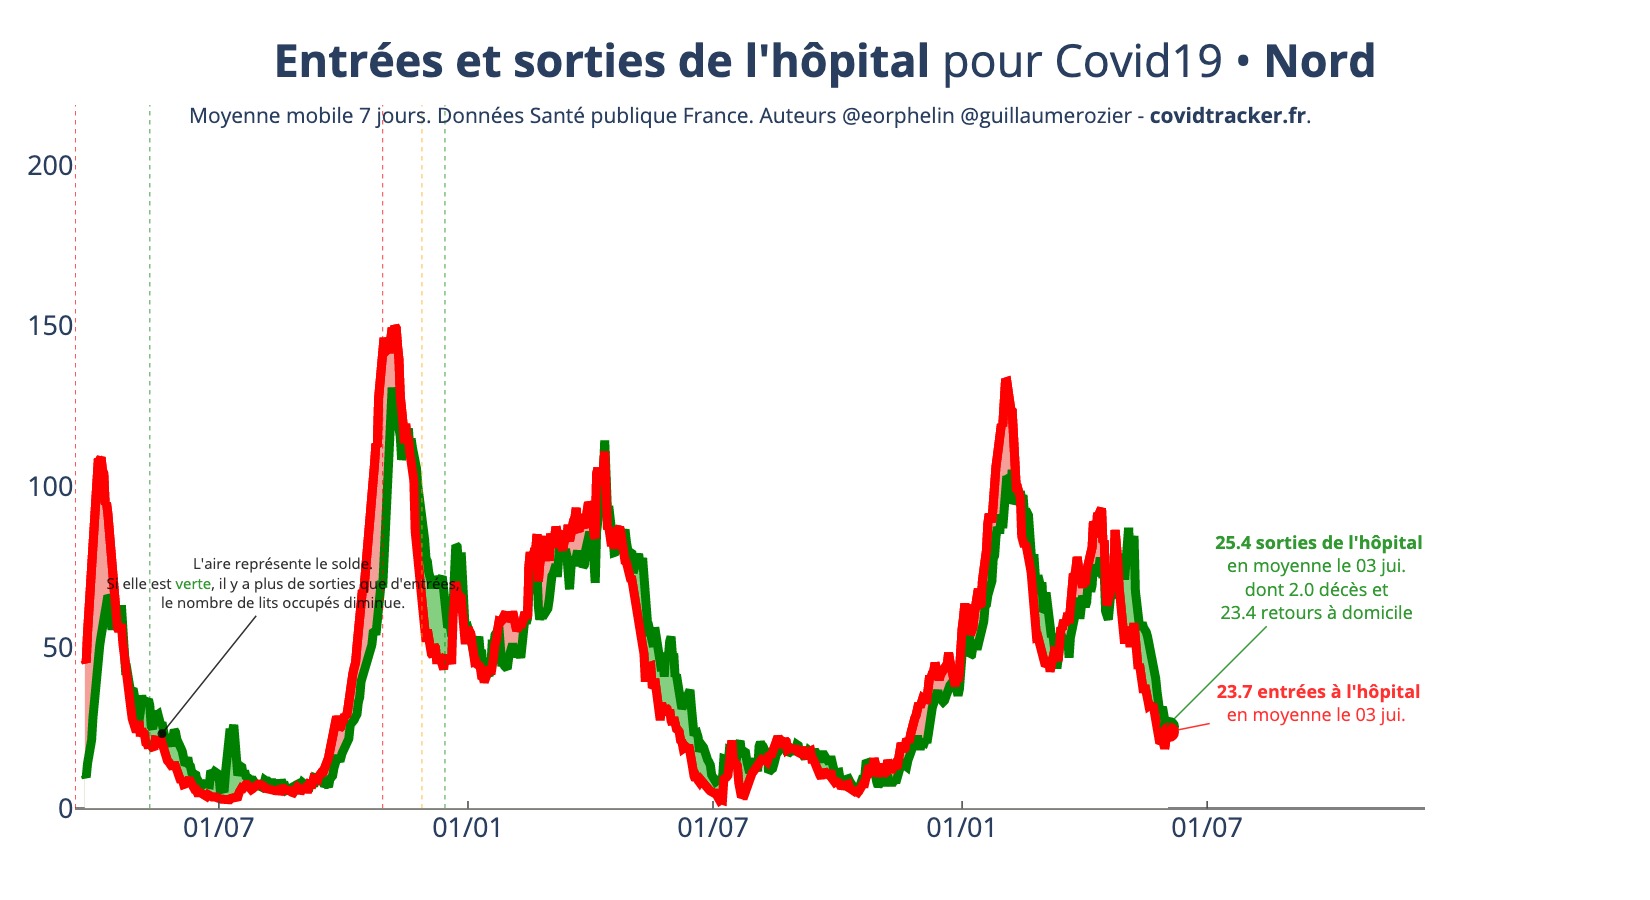 Entrées et sorties de l'hôpital pour Covid19 • Nord
Moyenne mobile 7 jours. Données Santé publique France. Auteurs @eorphelin @guillaumerozier - covidtracker.fr.
200
150
100
50
0
L'aire représente le solde.
Si elle est verte, il y a plus de sorties que d'entrées,
le nombre de lits occupés diminue.
25.4 sorties de l'hôpital
en moyenne le 03 jui.
dont 2.0 décès et
23.4 retours à domicile
23.7 entrées à l'hôpital
en moyenne le 03 jui.
01/07
01/01
01/07
01/01
01/07